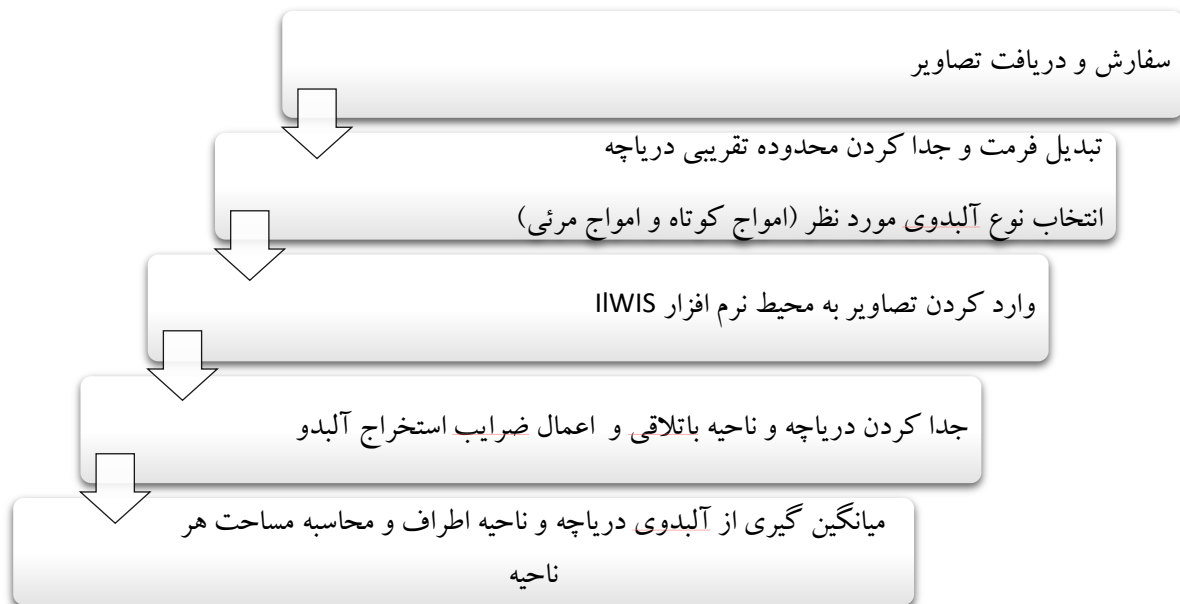 سفارش و دریافت تصاویر
تبدیل فرمت و جدا کردن محدوده تقریبی دریاچه
انتخاب نوع آلبدوی مورد نظر (امواج کوتاه و امواج مرئی)
وارد کردن تصاویر به محیط نرم افزار IlWIS
جدا کردن دریاچه و ناحیه باتلاقی و اعمال ضرایب استخراج آلبدو
میانگین گیری از آلبدوی دریاچه و ناحیه اطراف و محاسبه مساحت هر
ناحیه